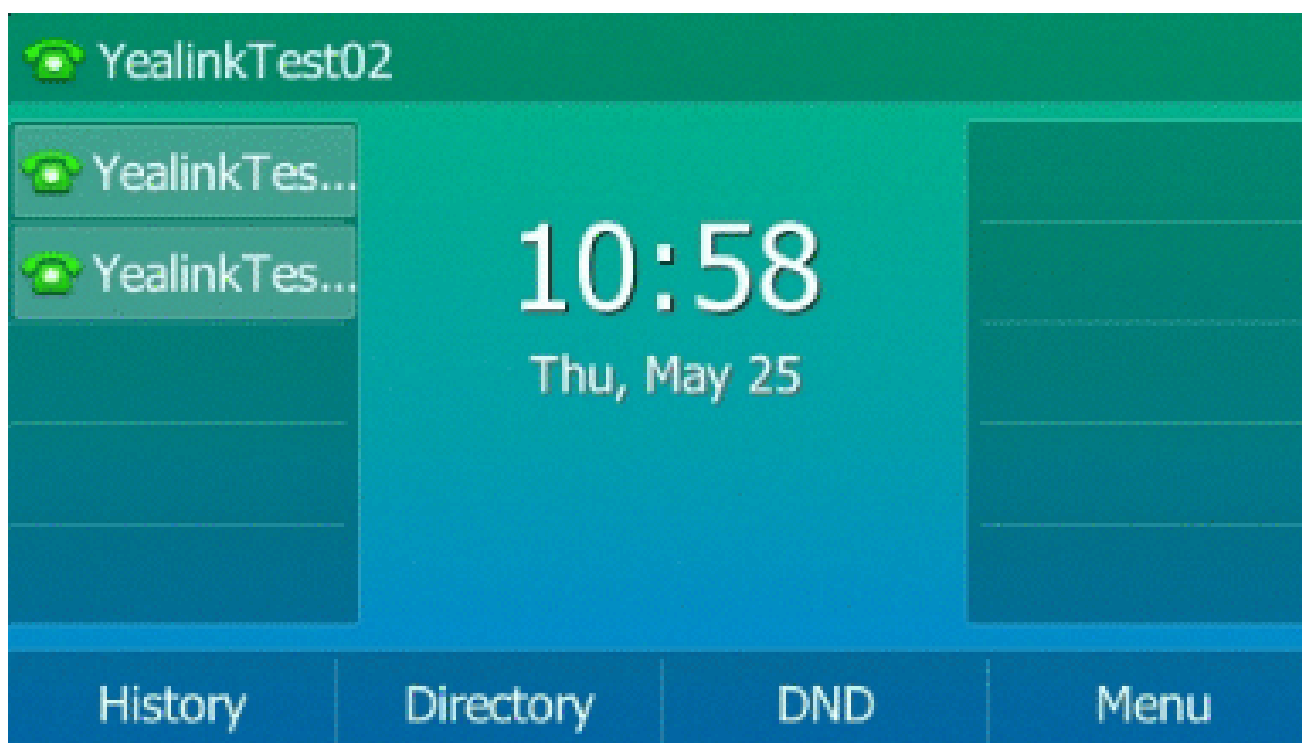 YealinkTest02
YealinkTes...
YealinkTes...
10:58
Thu, May 25
History Directory DND Menu